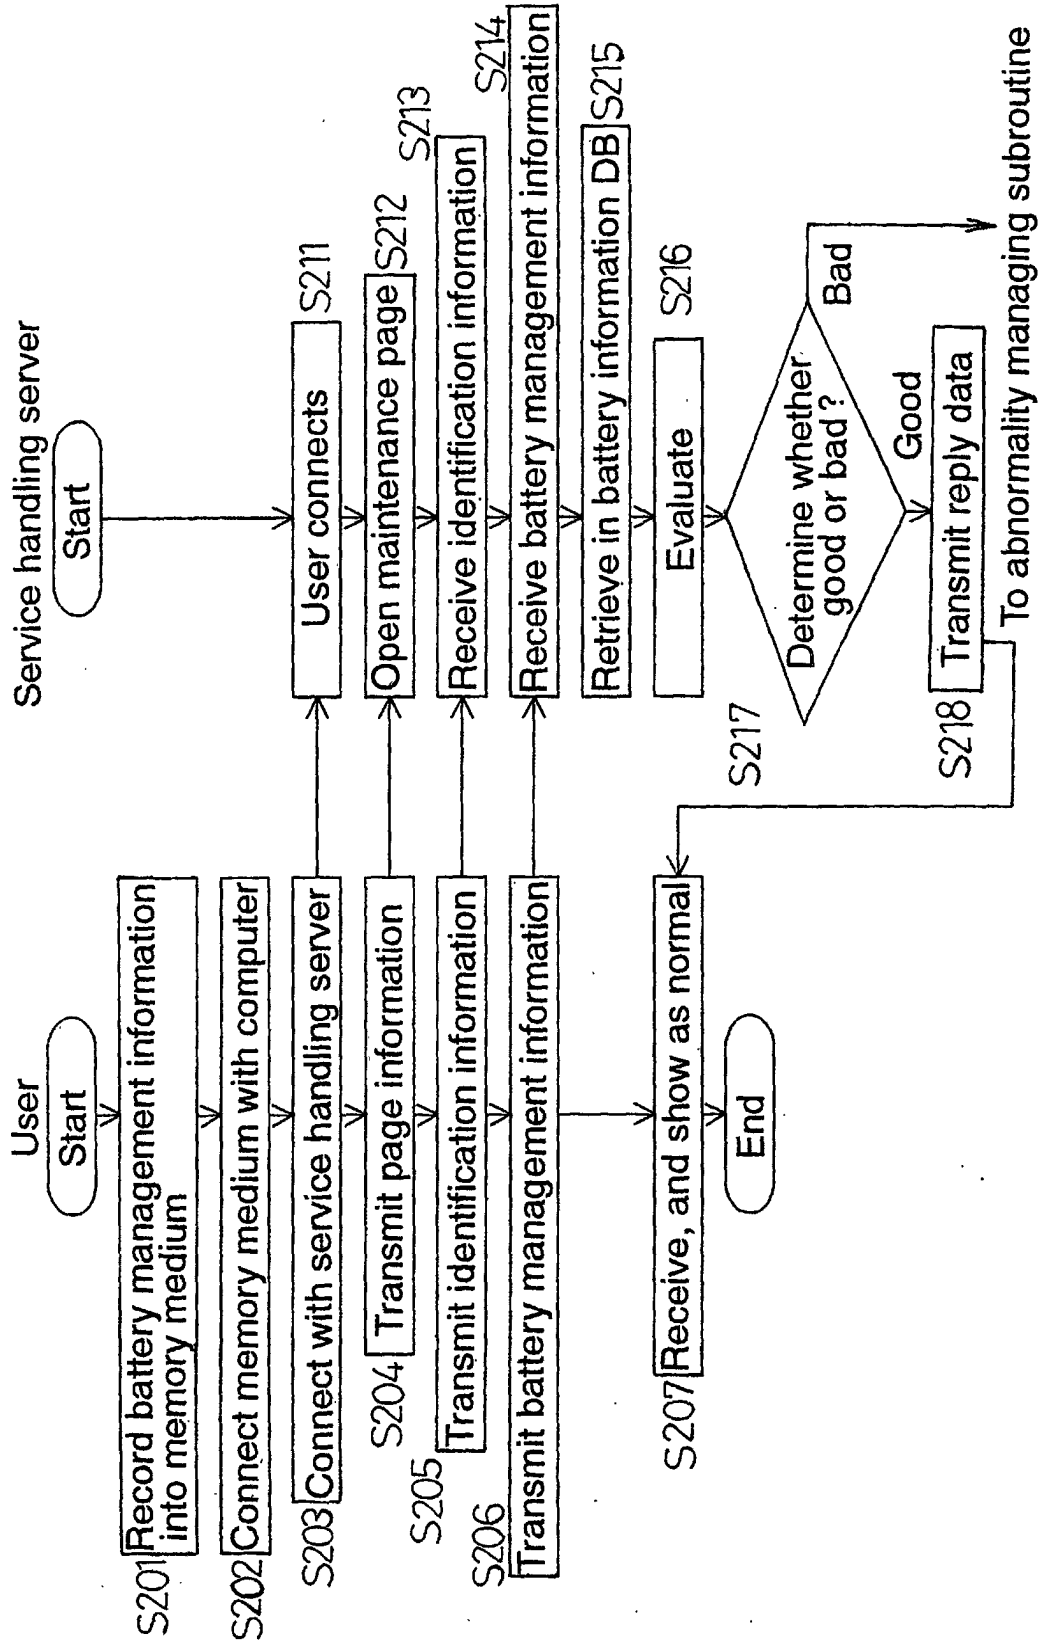 User
Start
S201
Record battery management information
into memory medium
S202
Connect memory medium with computer
S203
Connect with service handling server
S204
Transmit page information
S205
Transmit identification information
S206
Transmit battery management information
S207
Receive, and show as normal
End
Service handling server
Start
User connects
S211
Open maintenance page
S212
Receive identification information
S213
Receive battery management information
S214
Retrieve in battery information DB
S215
Evaluate
S216
S217
Determine whether
good or bad?
Bad
Good
S218
Transmit reply data
To abnormality managing subroutine